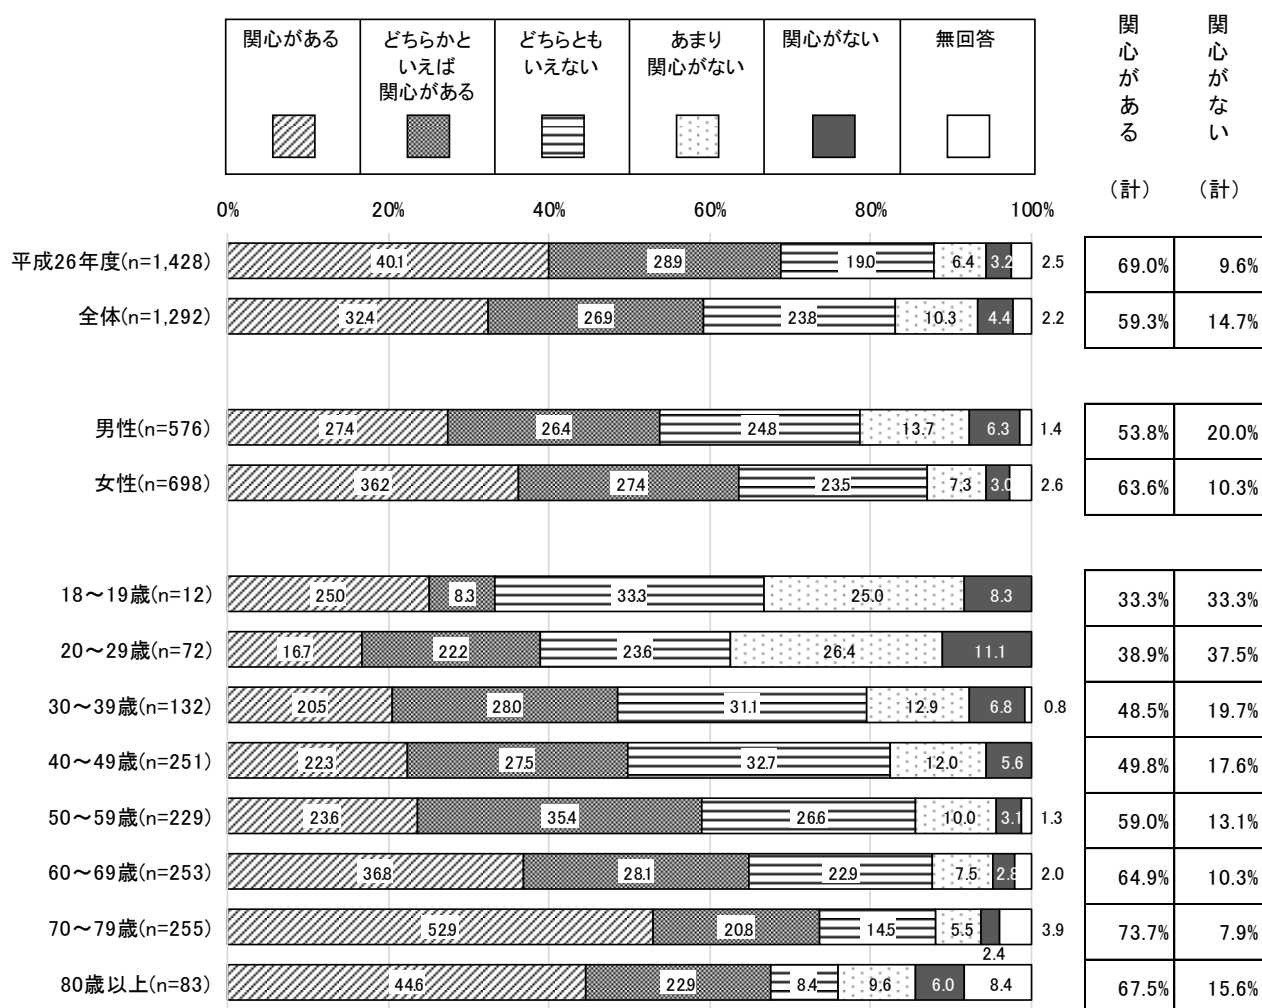 関心がある
どちらかと
いえば
関心がある
どちらとも
いえない
あまり
関心がない
関心がない
無回答
関心がある
（計）
関心がない
（計）
0% 20% 40% 60% 80% 100%
平成26年度(n=1,428) 40.1 28.9 19.0 6.4 3.2 2.5 69.0% 9.6%
全体(n=1,292) 32.4 26.9 23.8 10.3 4.4 2.2 59.3% 14.7%
男性(n=576) 27.4 26.4 24.8 13.7 6.3 1.4 53.8% 20.0%
女性(n=698) 36.2 27.4 23.5 7.3 3.0 2.6 63.6% 10.3%
18～19歳(n=12) 25.0 8.3 33.3 25.0 8.3 33.3% 33.3%
20～29歳(n=72) 16.7 22.2 23.6 26.4 11.1 38.9% 37.5%
30～39歳(n=132) 20.5 28.0 31.1 12.9 6.8 0.8 48.5% 19.7%
40～49歳(n=251) 22.3 27.5 32.7 12.0 5.6 49.8% 17.6%
50～59歳(n=229) 23.6 35.4 26.6 10.0 3.1 1.3 59.0% 13.1%
60～69歳(n=253) 36.8 28.1 22.9 7.5 2.8 2.0 64.9% 10.3%
70～79歳(n=255) 52.9 20.8 14.5 5.5 2.4 3.9 73.7% 7.9%
80歳以上(n=83) 44.6 22.9 8.4 9.6 6.0 8.4 67.5% 15.6%